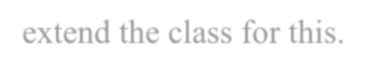 extend the class for this.